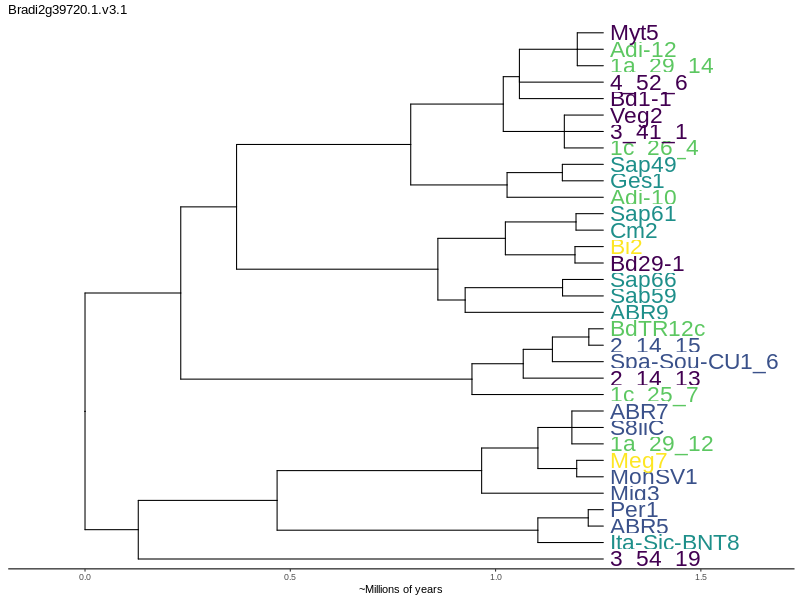 Bradi2g39720.1.v3.1
Myt5
Adi-12
1a_29_14
4_52_6
Bd1-1
Veg2
3_41_1
1c_26_4
Sap49
Ges1
Adi-10
Sap61
Cm2
Bi2
Bd29-1
Sap66
Sab59
ABR9
BdTR12c
2_14_15
Spa-Sou-CU1_6
2_14_13
1c_25_7
ABR7
S8iiC
1a_29_12
Meg7
MonSV1
Mig3
Per1
ABR5
Ita-Sic-BNT8
3_54_19
0.0 0.5 1.0 1.5
~Millions of years